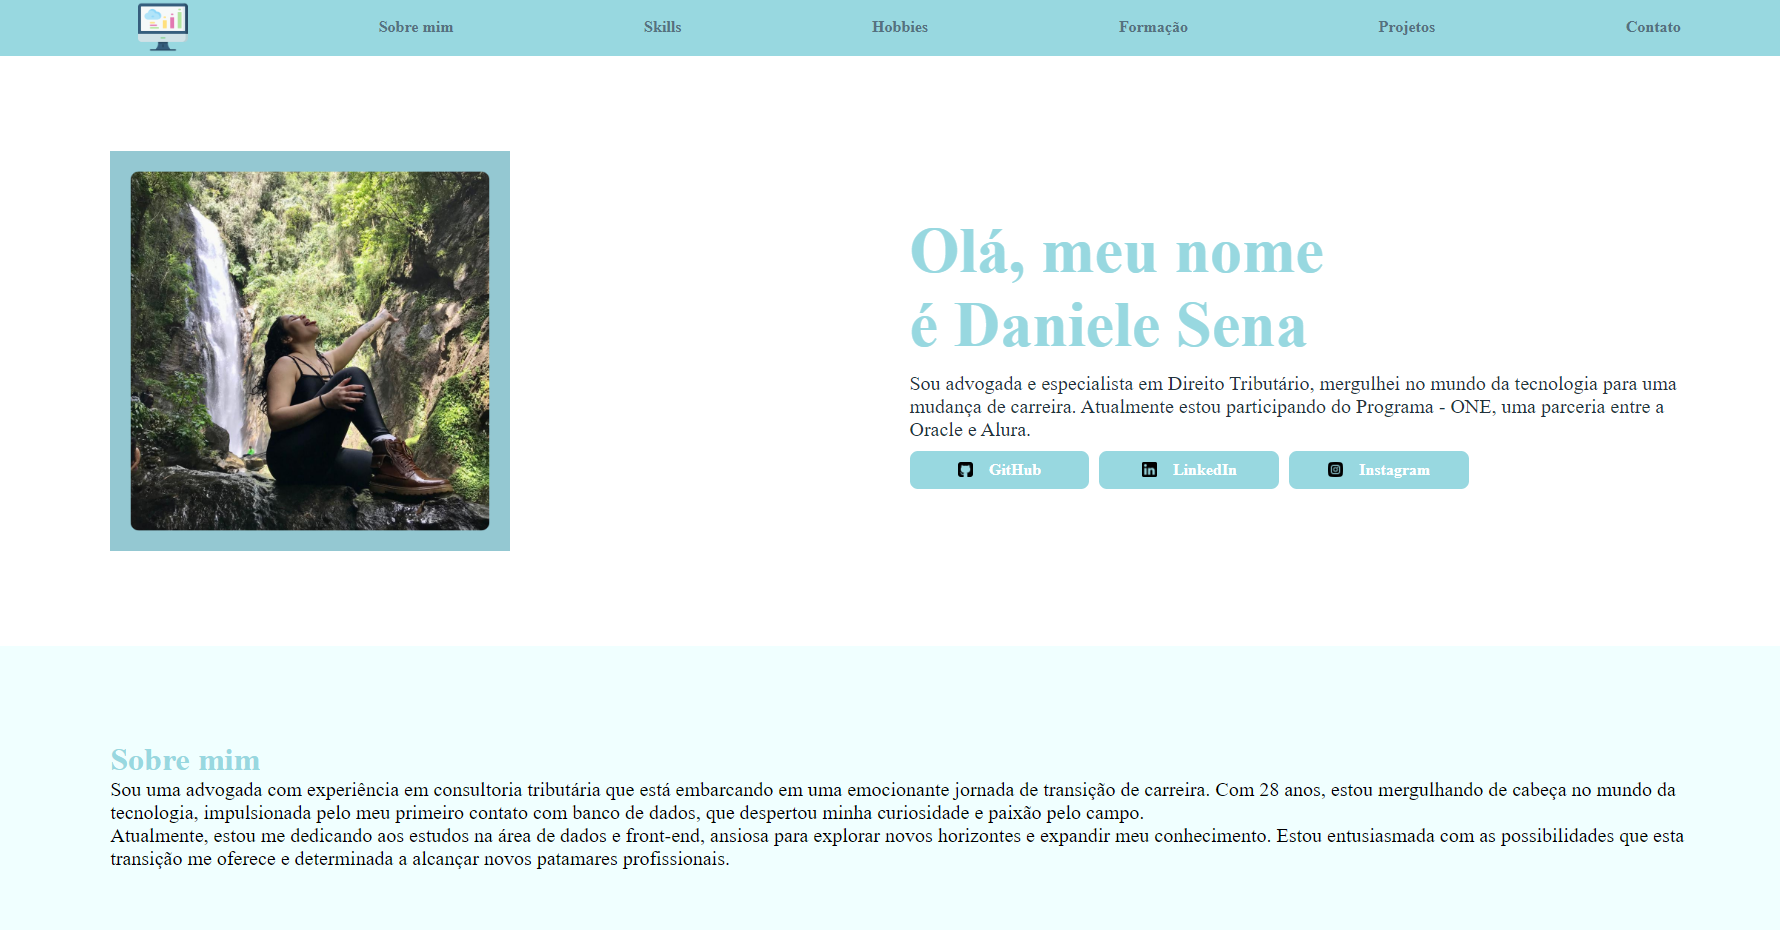 Sobre mim
Skills
Hobbies
Formação
Projetos
Contato
Olá, meu nome
é Daniele Sena
Sou advogada e especialista em Direito Tributário, mergulhei no mundo da tecnologia para uma
mudança de carreira. Atualmente estou participando do Programa - ONE, uma parceria entre a
Oracle e Alura.
GitHub
LinkedIn
Instagram
Sobre mim
Sou uma advogada com experiência em consultoria tributária que está embarcando em uma emocionante jornada de transição de carreira. Com 28 anos, estou mergulhando de cabeça no mundo da
tecnologia, impulsionada pelo meu primeiro contato com banco de dados, que despertou minha curiosidade e paixão pelo campo.
Atualmente, estou me dedicando aos estudos na área de dados e front-end, ansiosa para explorar novos horizontes e expandir meu conhecimento. Estou entusiasmada com as possibilidades que esta
transição me oferece e determinada a alcançar novos patamares profissionais.